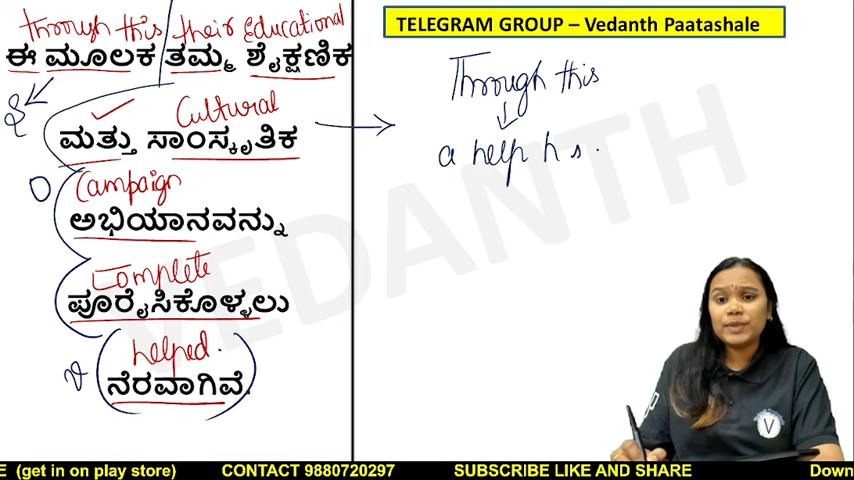 through this their Educational
ಈ ಮೂಲಕ ತಮ್ಮ ಶೈಕ್ಷಣಿಕ
S
Cultural
ಮತ್ತು ಸಾಂಸ್ಕೃತಿಕ
O Campaign
ಅಭಿಯಾನವನ್ನು
Complete
ಪೂರೈಸಿಕೊಳ್ಳಲು
helped.
V
ನೆರವಾಗಿವೆ.
TELEGRAM GROUP – Vedanth Paatashale
Through this
a help h s.
VEDANTH
V
E (get in on play store) CONTACT 9880720297 SUBSCRIBE LIKE AND SHARE Down